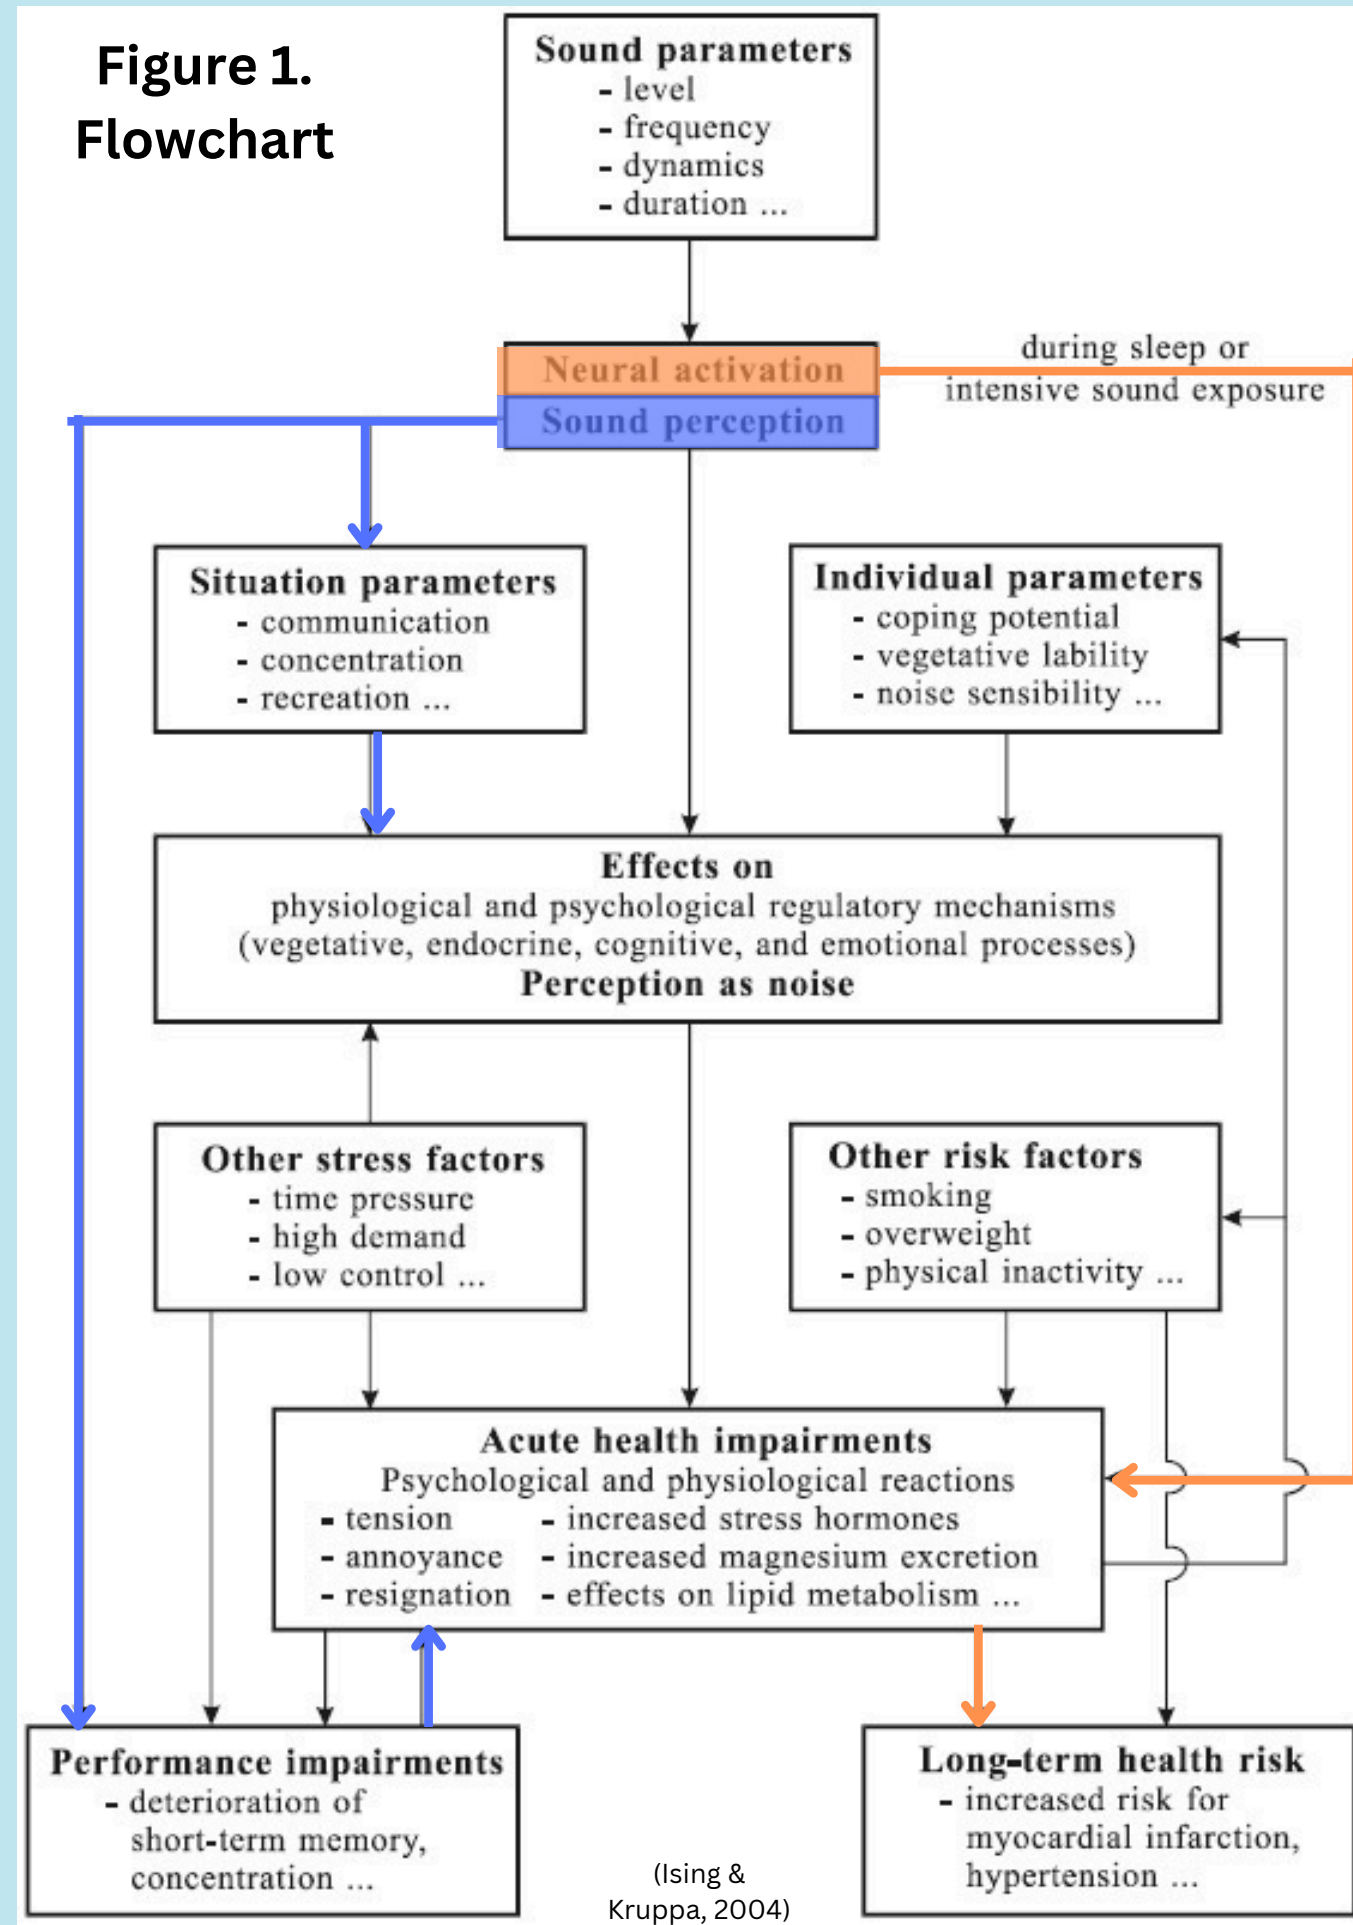 Figure 1.
Flowchart
Sound parameters
- level
- frequency
- dynamics
- duration ...
Neural activation
during sleep or
intensive sound exposure
Sound perception
Situation parameters
- communication
- concentration
- recreation ...
Individual parameters
- coping potential
- vegetative lability
- noise sensibility ...
Effects on
physiological and psychological regulatory mechanisms
(vegetative, endocrine, cognitive, and emotional processes)
Perception as noise
Other stress factors
- time pressure
- high demand
- low control ...
Other risk factors
- smoking
- overweight
- physical inactivity ...
Acute health impairments
Psychological and physiological reactions
- tension - increased stress hormones
- annoyance - increased magnesium excretion
- resignation - effects on lipid metabolism ...
Performance impairments
- deterioration of
short-term memory,
concentration ...
(Ising &
Kruppa, 2004)
Long-term health risk
- increased risk for
myocardial infarction,
hypertension ...